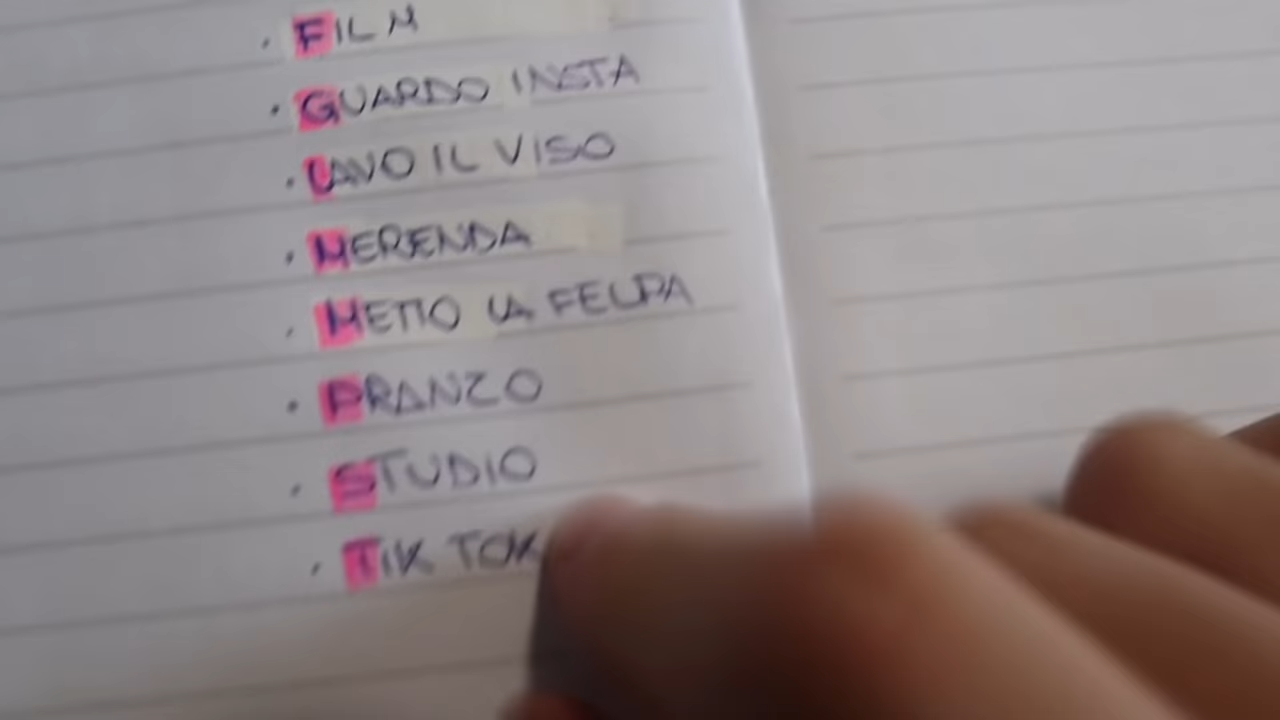 · FILM
· GUARDO INSTA
· LAVO IL VISO
· MERENDA
· METTO LA FELPA
· PRANZO
· STUDIO
· TIK TOK